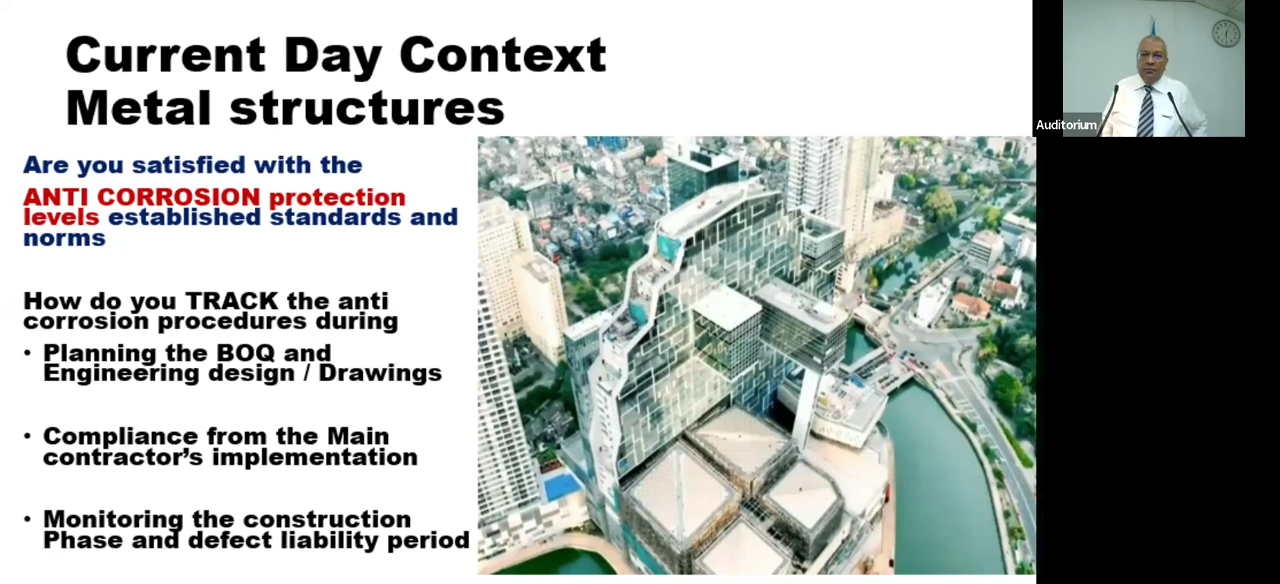 Current Day Context
Metal structures
Are you satisfied with the
ANTI CORROSION protection
levels established standards and
norms
How do you TRACK the anti
corrosion procedures during
• Planning the BOQ and
Engineering design / Drawings
• Compliance from the Main
contractor’s implementation
• Monitoring the construction
Phase and defect liability period
Auditorium